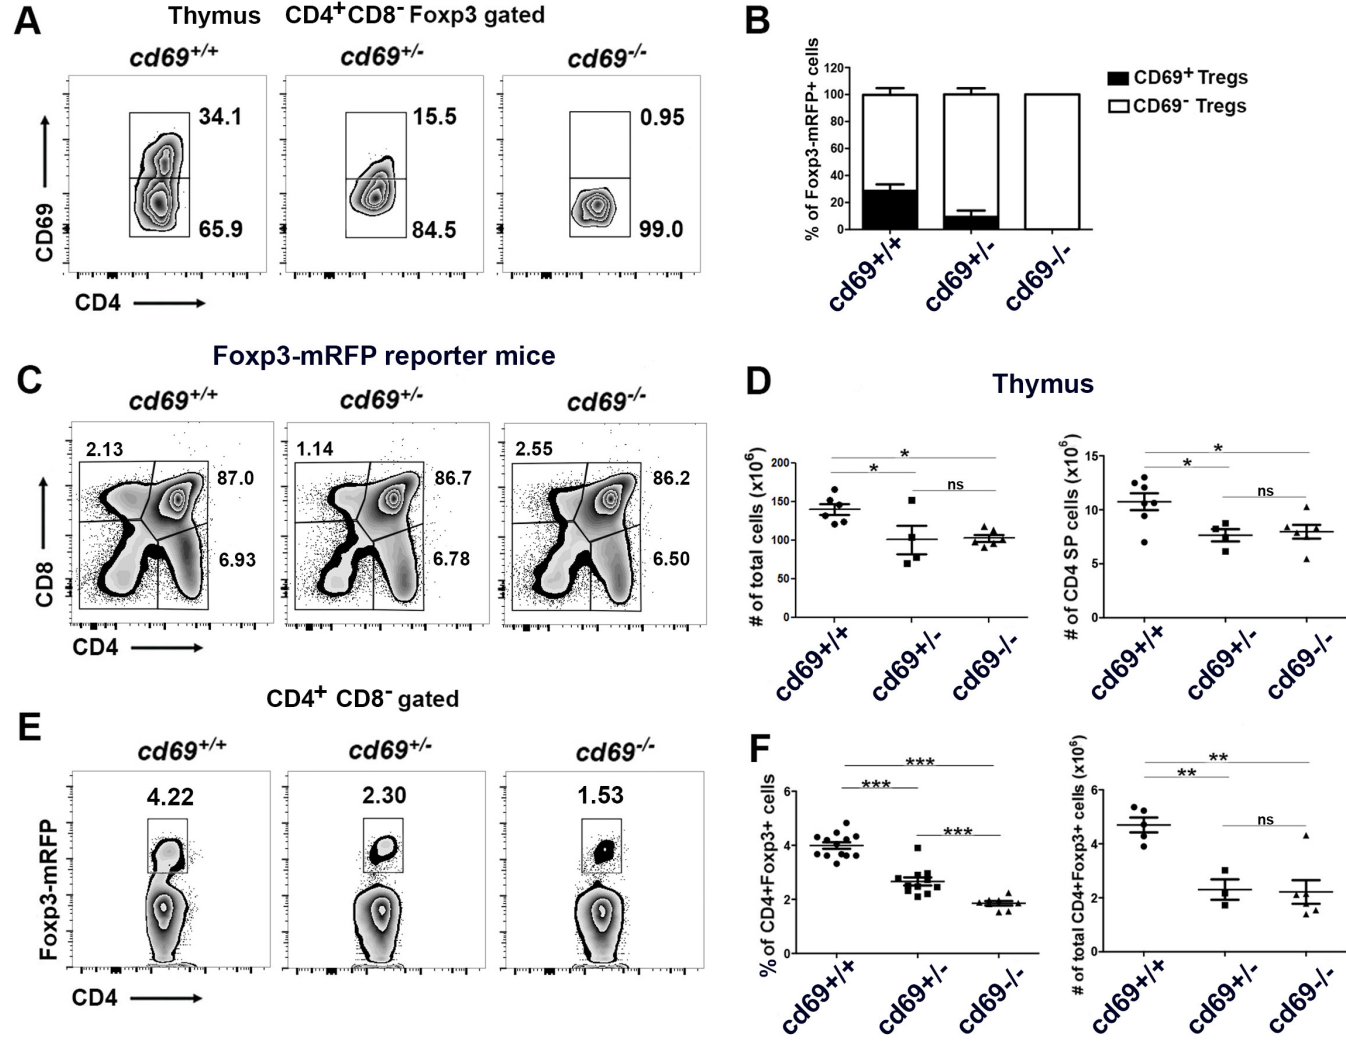 A
Thymus CD4+CD8- Foxp3 gated
cd69+/+ cd69+/- cd69-/-
34.1 15.5 0.95
65.9 84.5 99.0
CD69
CD4
B
% of Foxp3-mRFP+ cells
120
100
80
60
40
20
0
cd69+/+ cd69+/- cd69-/-
CD69+ Tregs
CD69- Tregs
Foxp3-mRFP reporter mice
C
cd69+/+ cd69+/- cd69-/-
2.13 1.14 2.55
87.0 86.7 86.2
6.93 6.78 6.50
CD8
CD4
D
Thymus
# of total cells (x106)
200
150
100
50
0
*
*
ns
cd69+/+ cd69+/- cd69-/-
# of CD4 SP cells (x106)
15
10
5
0
*
*
ns
cd69+/+ cd69+/- cd69-/-
CD4+ CD8- gated
E
cd69+/+ cd69+/- cd69-/-
4.22 2.30 1.53
Foxp3-mRFP
CD4
F
% of CD4+Foxp3+ cells
6
4
2
0
***
***
***
cd69+/+ cd69+/- cd69-/-
# of total CD4+Foxp3+ cells (x106)
6
4
2
0
**
**
ns
cd69+/+ cd69+/- cd69-/-